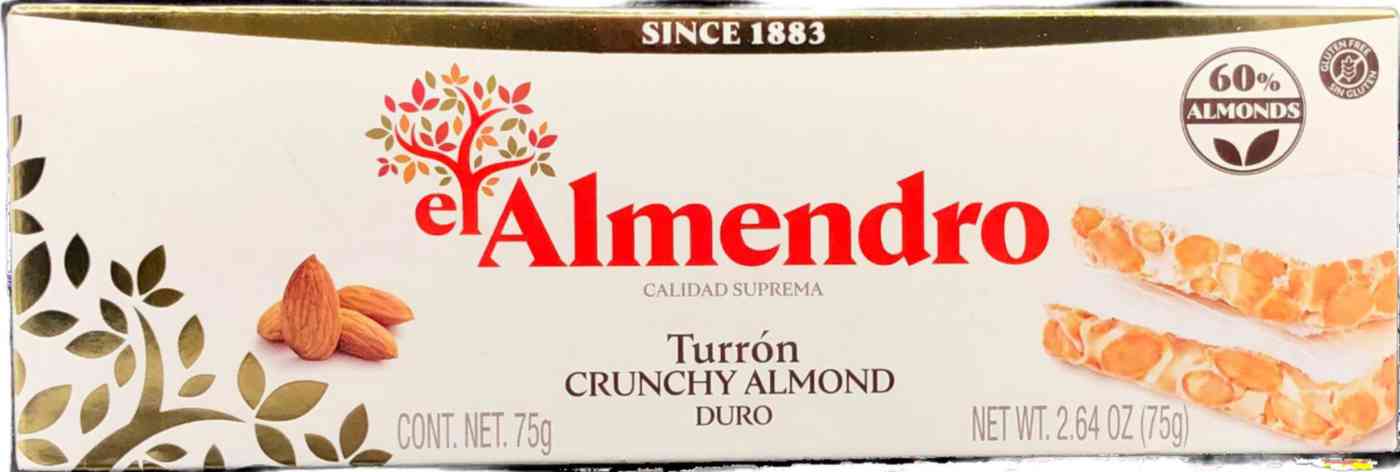 SINCE 1883
60%
ALMONDS
GLUTEN FREE
SIN GLUTEN
el Almendro
CALIDAD SUPREMA
Turrón
CRUNCHY ALMOND
DURO
CONT. NET. 75g
NET WT. 2.64 OZ (75g)